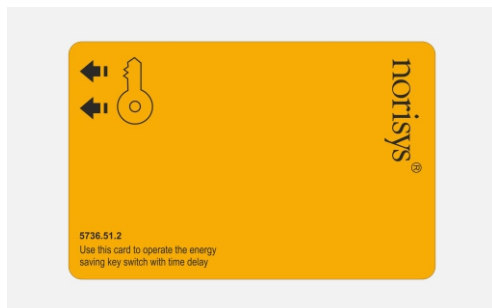 norisys®
5736.51.2
Use this card to operate the energy
saving key switch with time delay